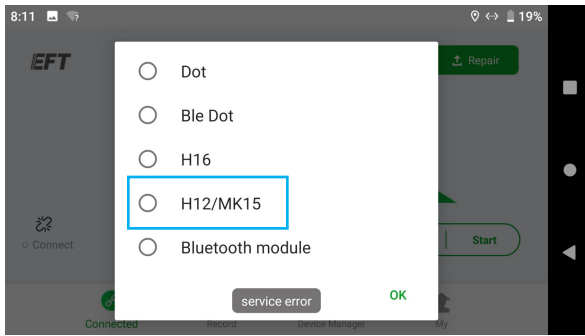 8:11
19%
EFT
Repair
Dot
Ble Dot
H16
H12/MK15
Bluetooth module
Connect
Start
service error
OK
Connected
Record
Device Manager
My